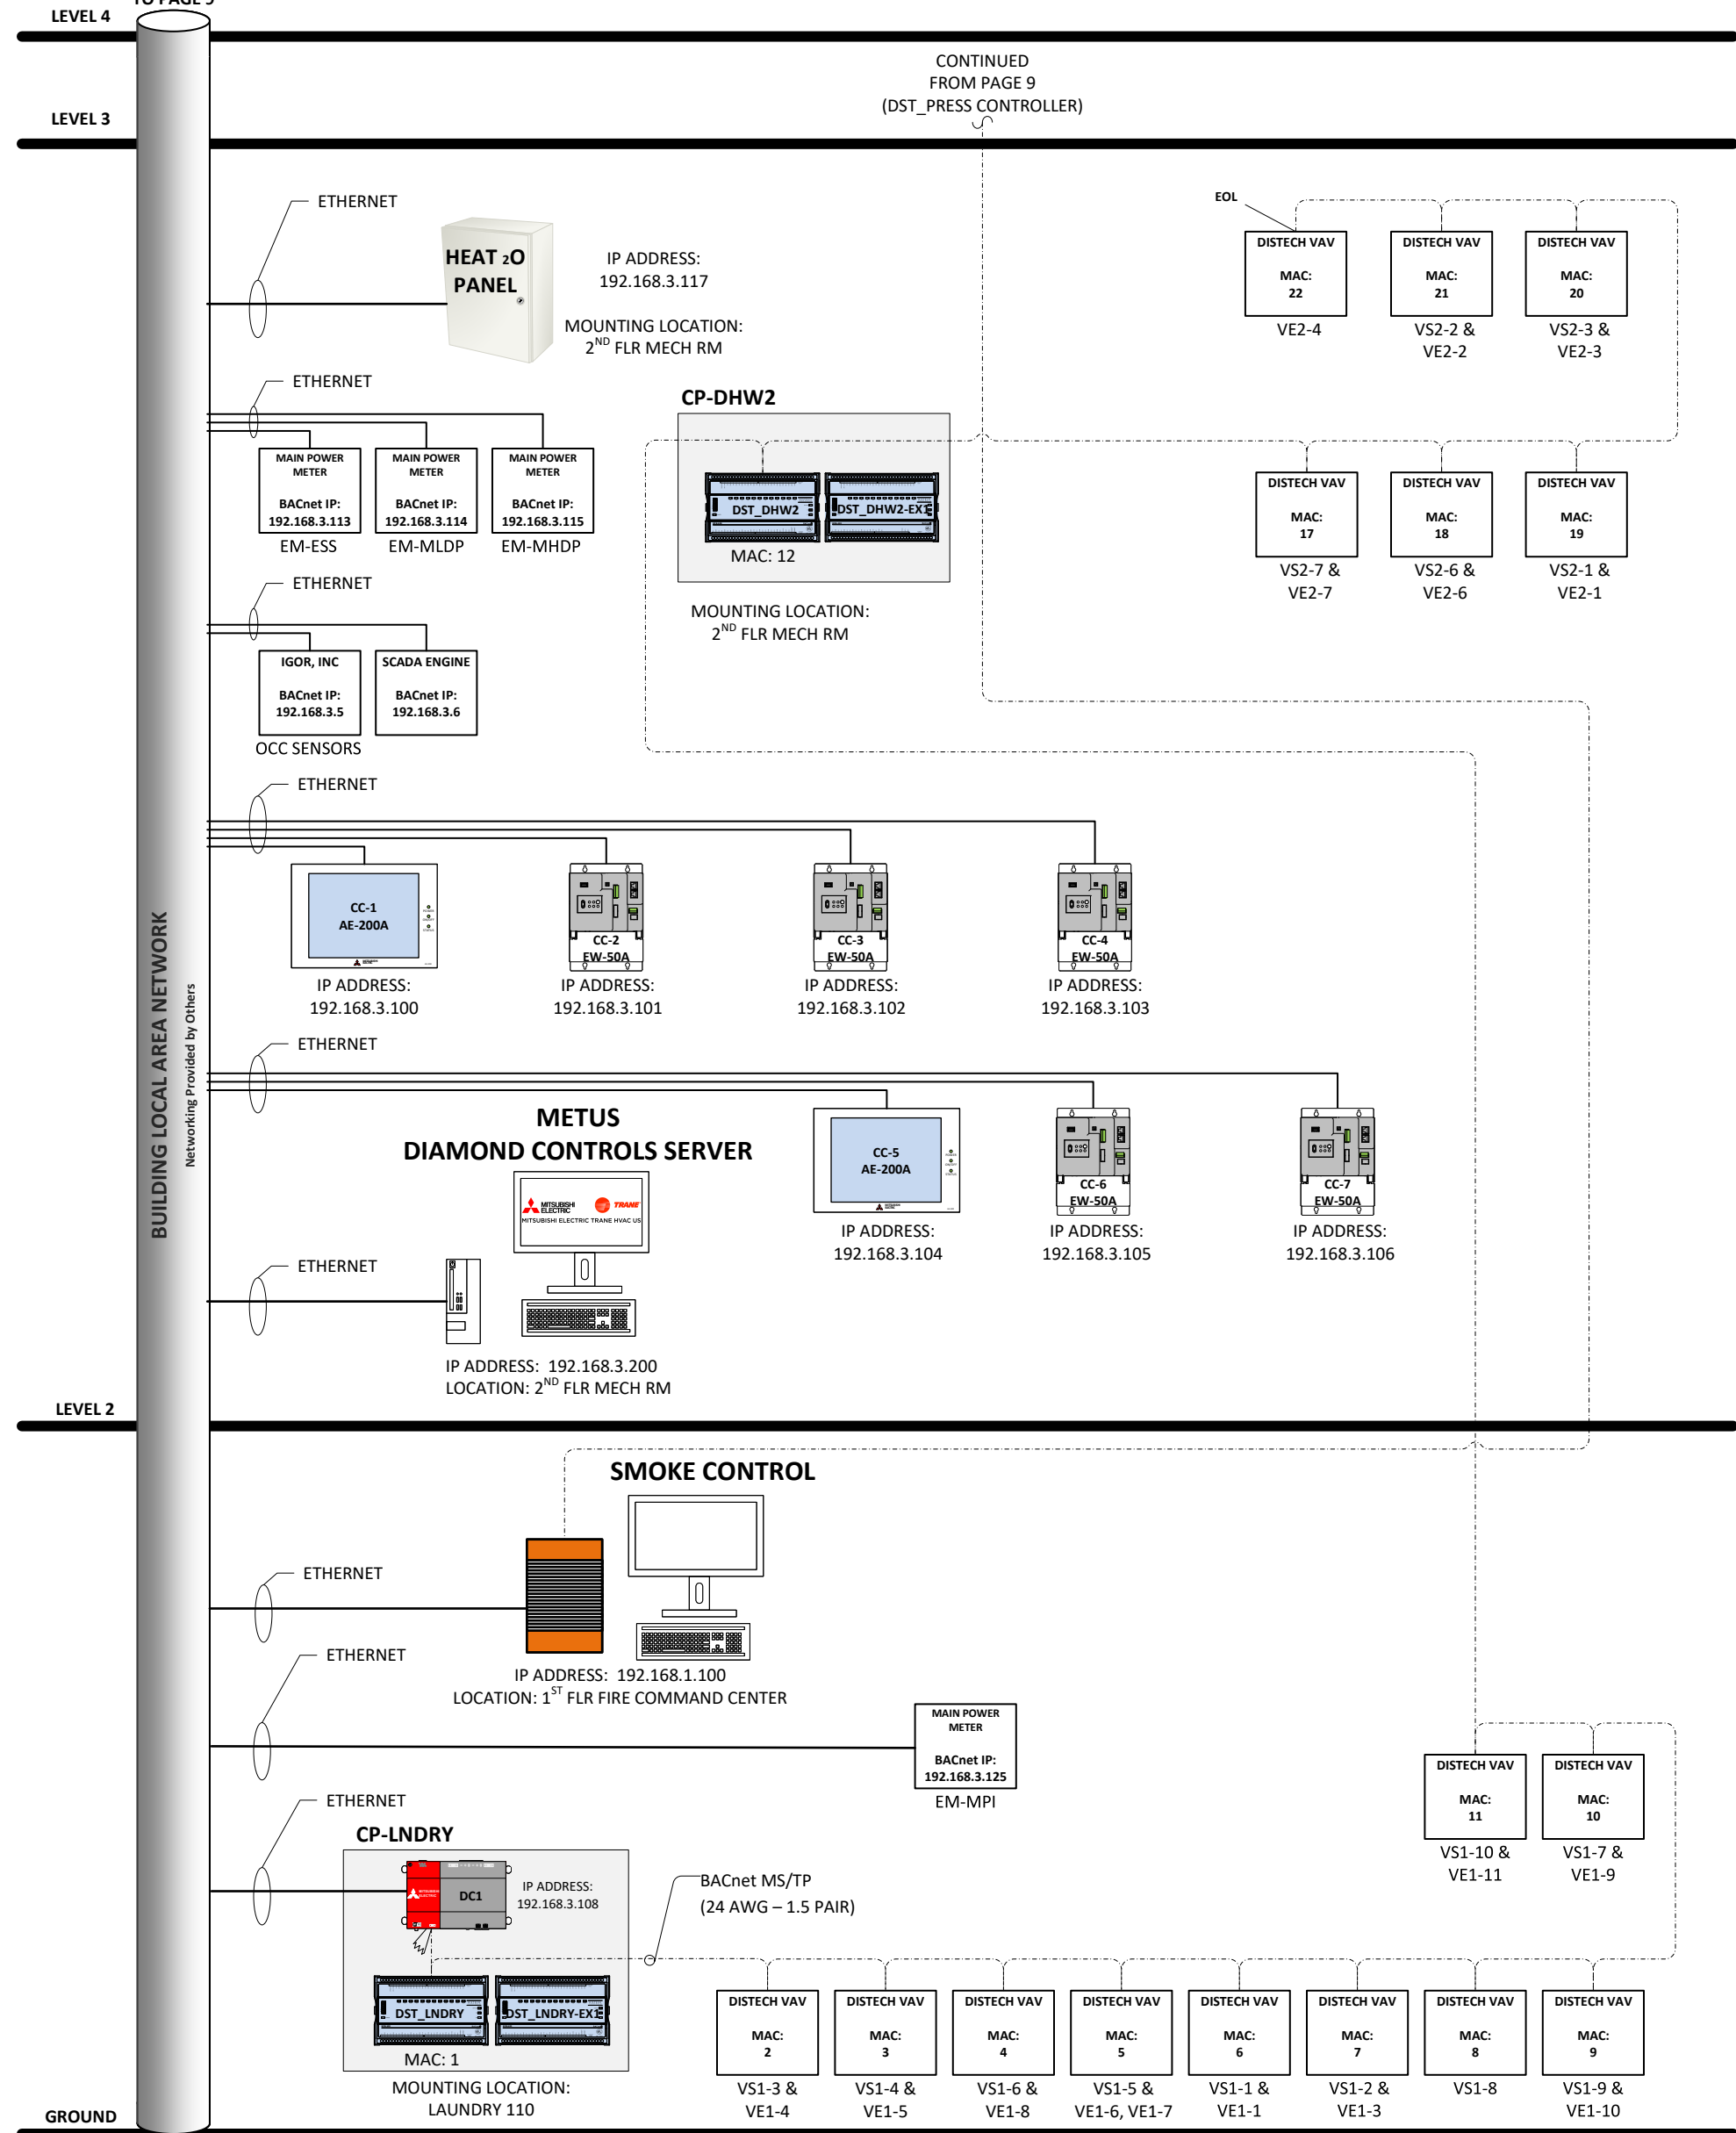 TO PAGE 9
LEVEL 4
CONTINUED
FROM PAGE 9
(DST_PRESS CONTROLLER)
LEVEL 3
ETHERNET
HEAT 2O
PANEL
IP ADDRESS:
192.168.3.117
MOUNTING LOCATION:
2ND FLR MECH RM
EOL
DISTECH VAV
MAC:
22
VE2-4
DISTECH VAV
MAC:
21
VS2-2 &
VE2-2
DISTECH VAV
MAC:
20
VS2-3 &
VE2-3
ETHERNET
MAIN POWER
METER
BACnet IP:
192.168.3.113
EM-ESS
MAIN POWER
METER
BACnet IP:
192.168.3.114
EM-MLDP
MAIN POWER
METER
BACnet IP:
192.168.3.115
EM-MHDP
CP-DHW2
DST_DHW2
DST_DHW2-EX1
MAC: 12
MOUNTING LOCATION:
2ND FLR MECH RM
DISTECH VAV
MAC:
17
VS2-7 &
VE2-7
DISTECH VAV
MAC:
18
VS2-6 &
VE2-6
DISTECH VAV
MAC:
19
VS2-1 &
VE2-1
ETHERNET
IGOR, INC
BACnet IP:
192.168.3.5
OCC SENSORS
SCADA ENGINE
BACnet IP:
192.168.3.6
ETHERNET
CC-1
AE-200A
IP ADDRESS:
192.168.3.100
CC-2
EW-50A
IP ADDRESS:
192.168.3.101
CC-3
EW-50A
IP ADDRESS:
192.168.3.102
CC-4
EW-50A
IP ADDRESS:
192.168.3.103
BUILDING LOCAL AREA NETWORK
Networking Provided by Others
ETHERNET
METUS
DIAMOND CONTROLS SERVER
MITSUBISHI
ELECTRIC
TRANE
MITSUBISHI ELECTRIC TRANE HVAC US
CC-5
AE-200A
IP ADDRESS:
192.168.3.104
CC-6
EW-50A
IP ADDRESS:
192.168.3.105
CC-7
EW-50A
IP ADDRESS:
192.168.3.106
ETHERNET
IP ADDRESS: 192.168.3.200
LOCATION: 2ND FLR MECH RM
LEVEL 2
SMOKE CONTROL
ETHERNET
IP ADDRESS: 192.168.1.100
LOCATION: 1ST FLR FIRE COMMAND CENTER
ETHERNET
MAIN POWER
METER
BACnet IP:
192.168.3.125
EM-MPI
DISTECH VAV
MAC:
11
VS1-10 &
VE1-11
DISTECH VAV
MAC:
10
VS1-7 &
VE1-9
ETHERNET
CP-LNDRY
DC1
IP ADDRESS:
192.168.3.108
BACnet MS/TP
(24 AWG – 1.5 PAIR)
DST_LNDRY
DST_LNDRY-EX1
MAC: 1
MOUNTING LOCATION:
LAUNDRY 110
DISTECH VAV
MAC:
2
VS1-3 &
VE1-4
DISTECH VAV
MAC:
3
VS1-4 &
VE1-5
DISTECH VAV
MAC:
4
VS1-6 &
VE1-8
DISTECH VAV
MAC:
5
VS1-5 &
VE1-6, VE1-7
DISTECH VAV
MAC:
6
VS1-1 &
VE1-1
DISTECH VAV
MAC:
7
VS1-2 &
VE1-3
DISTECH VAV
MAC:
8
VS1-8
DISTECH VAV
MAC:
9
VS1-9 &
VE1-10
GROUND